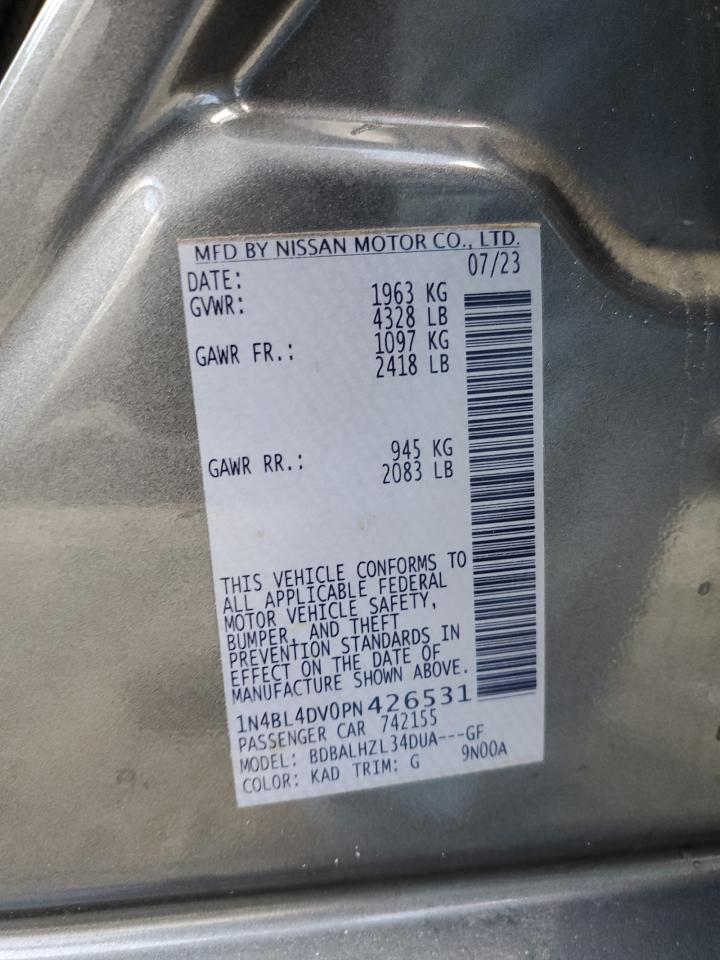 MFD BY NISSAN MOTOR CO., LTD.
DATE: 07/23
GVWR: 1963 KG
4328 LB
GAWR FR.: 1097 KG
2418 LB
GAWR RR.: 945 KG
2083 LB
THIS VEHICLE CONFORMS TO
ALL APPLICABLE FEDERAL
MOTOR VEHICLE SAFETY,
BUMPER, AND THEFT
PREVENTION STANDARDS IN
EFFECT ON THE DATE OF
MANUFACTURE SHOWN ABOVE.
1N4BL4DV0PN426531
PASSENGER CAR 742155
MODEL: BDBALHZL34DUA---GF
COLOR: KAD TRIM: G 9N00A